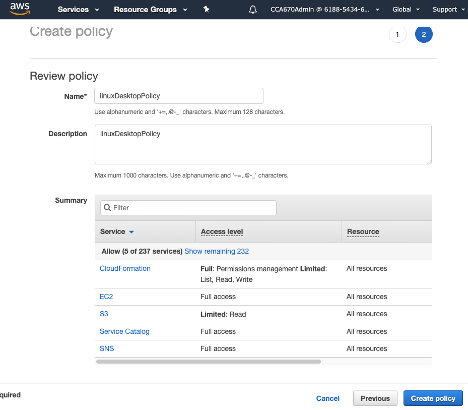 aws
Services
Resource Groups
CCA670Admin @ 6188-5434-6...
Global
Support
Create policy
1
2
Review policy
Name*
linuxDesktopPolicy
Use alphanumeric and '+=,.@-_' characters. Maximum 128 characters.
Description
linuxDesktopPolicy
Maximum 1000 characters. Use alphanumeric and '+=,.@-_' characters.
Summary
Filter
Service
Access level
Resource
Allow (5 of 237 services) Show remaining 232
CloudFormation
Full: Permissions management Limited:
List, Read, Write
All resources
EC2
Full access
All resources
S3
Limited: Read
All resources
Service Catalog
Full access
All resources
SNS
Full access
All resources
quired
Cancel
Previous
Create policy